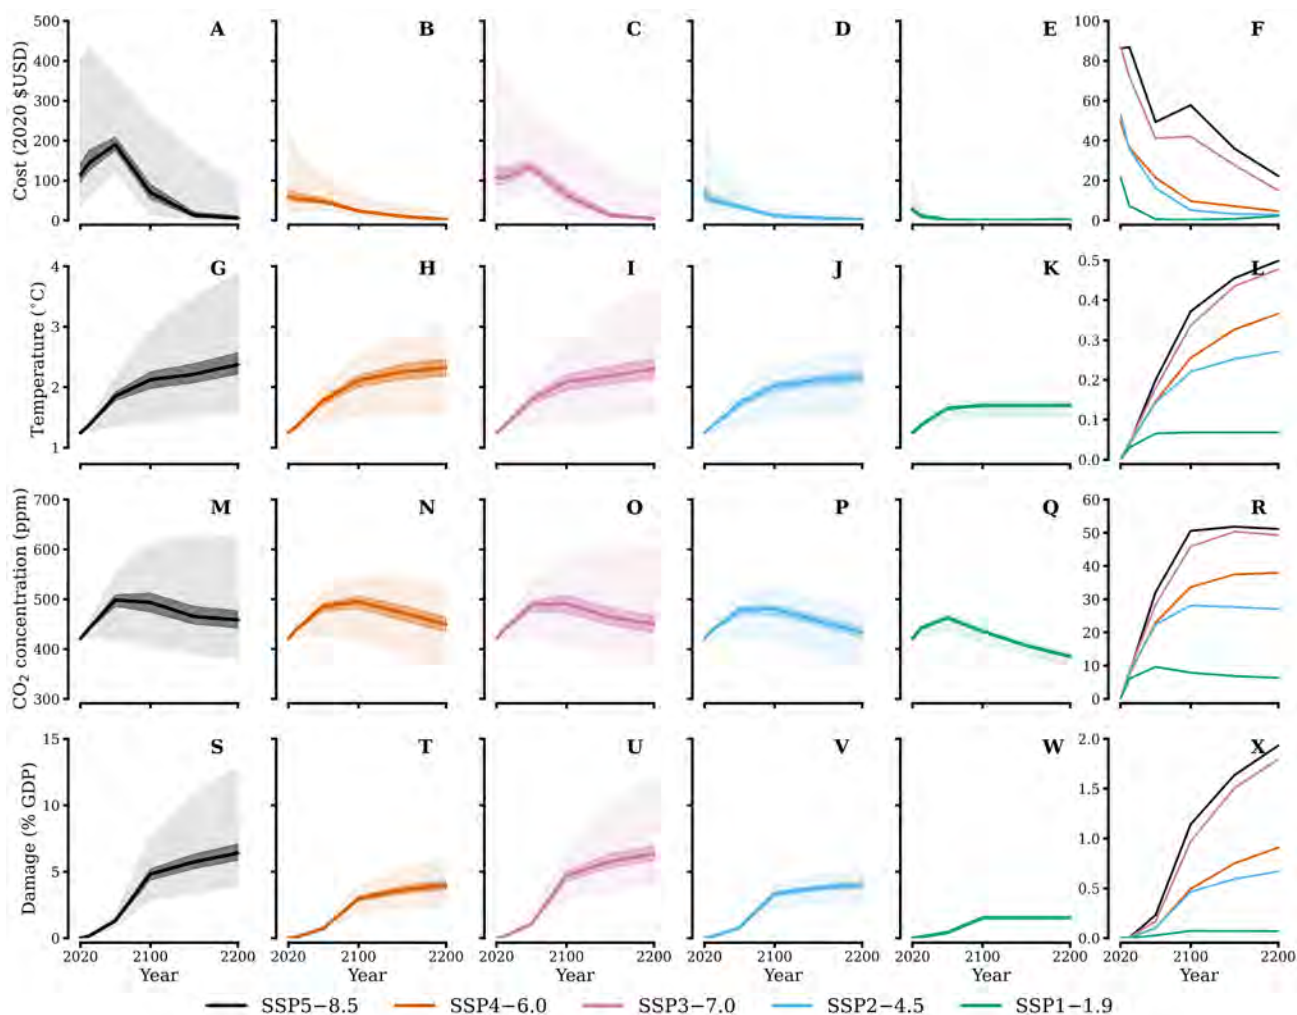 A B C D E F
Cost (2020 $USD)
500 400 300 200 100 0
100 80 60 40 20 0
G H I J K L
Temperature (°C)
4 3 2 1
0.5 0.4 0.3 0.2 0.1 0.0
M N O P Q R
CO₂ concentration (ppm)
700 600 500 400 300
60 50 40 30 20 10 0
S T U V W X
Damage (% GDP)
15 10 5 0
2.0 1.5 1.0 0.5 0.0
2020 2100 2200 2020 2100 2200 2020 2100 2200 2020 2100 2200 2020 2100 2200 2020 2100 2200
Year Year Year Year Year Year
SSP5−8.5 SSP4−6.0 SSP3−7.0 SSP2−4.5 SSP1−1.9